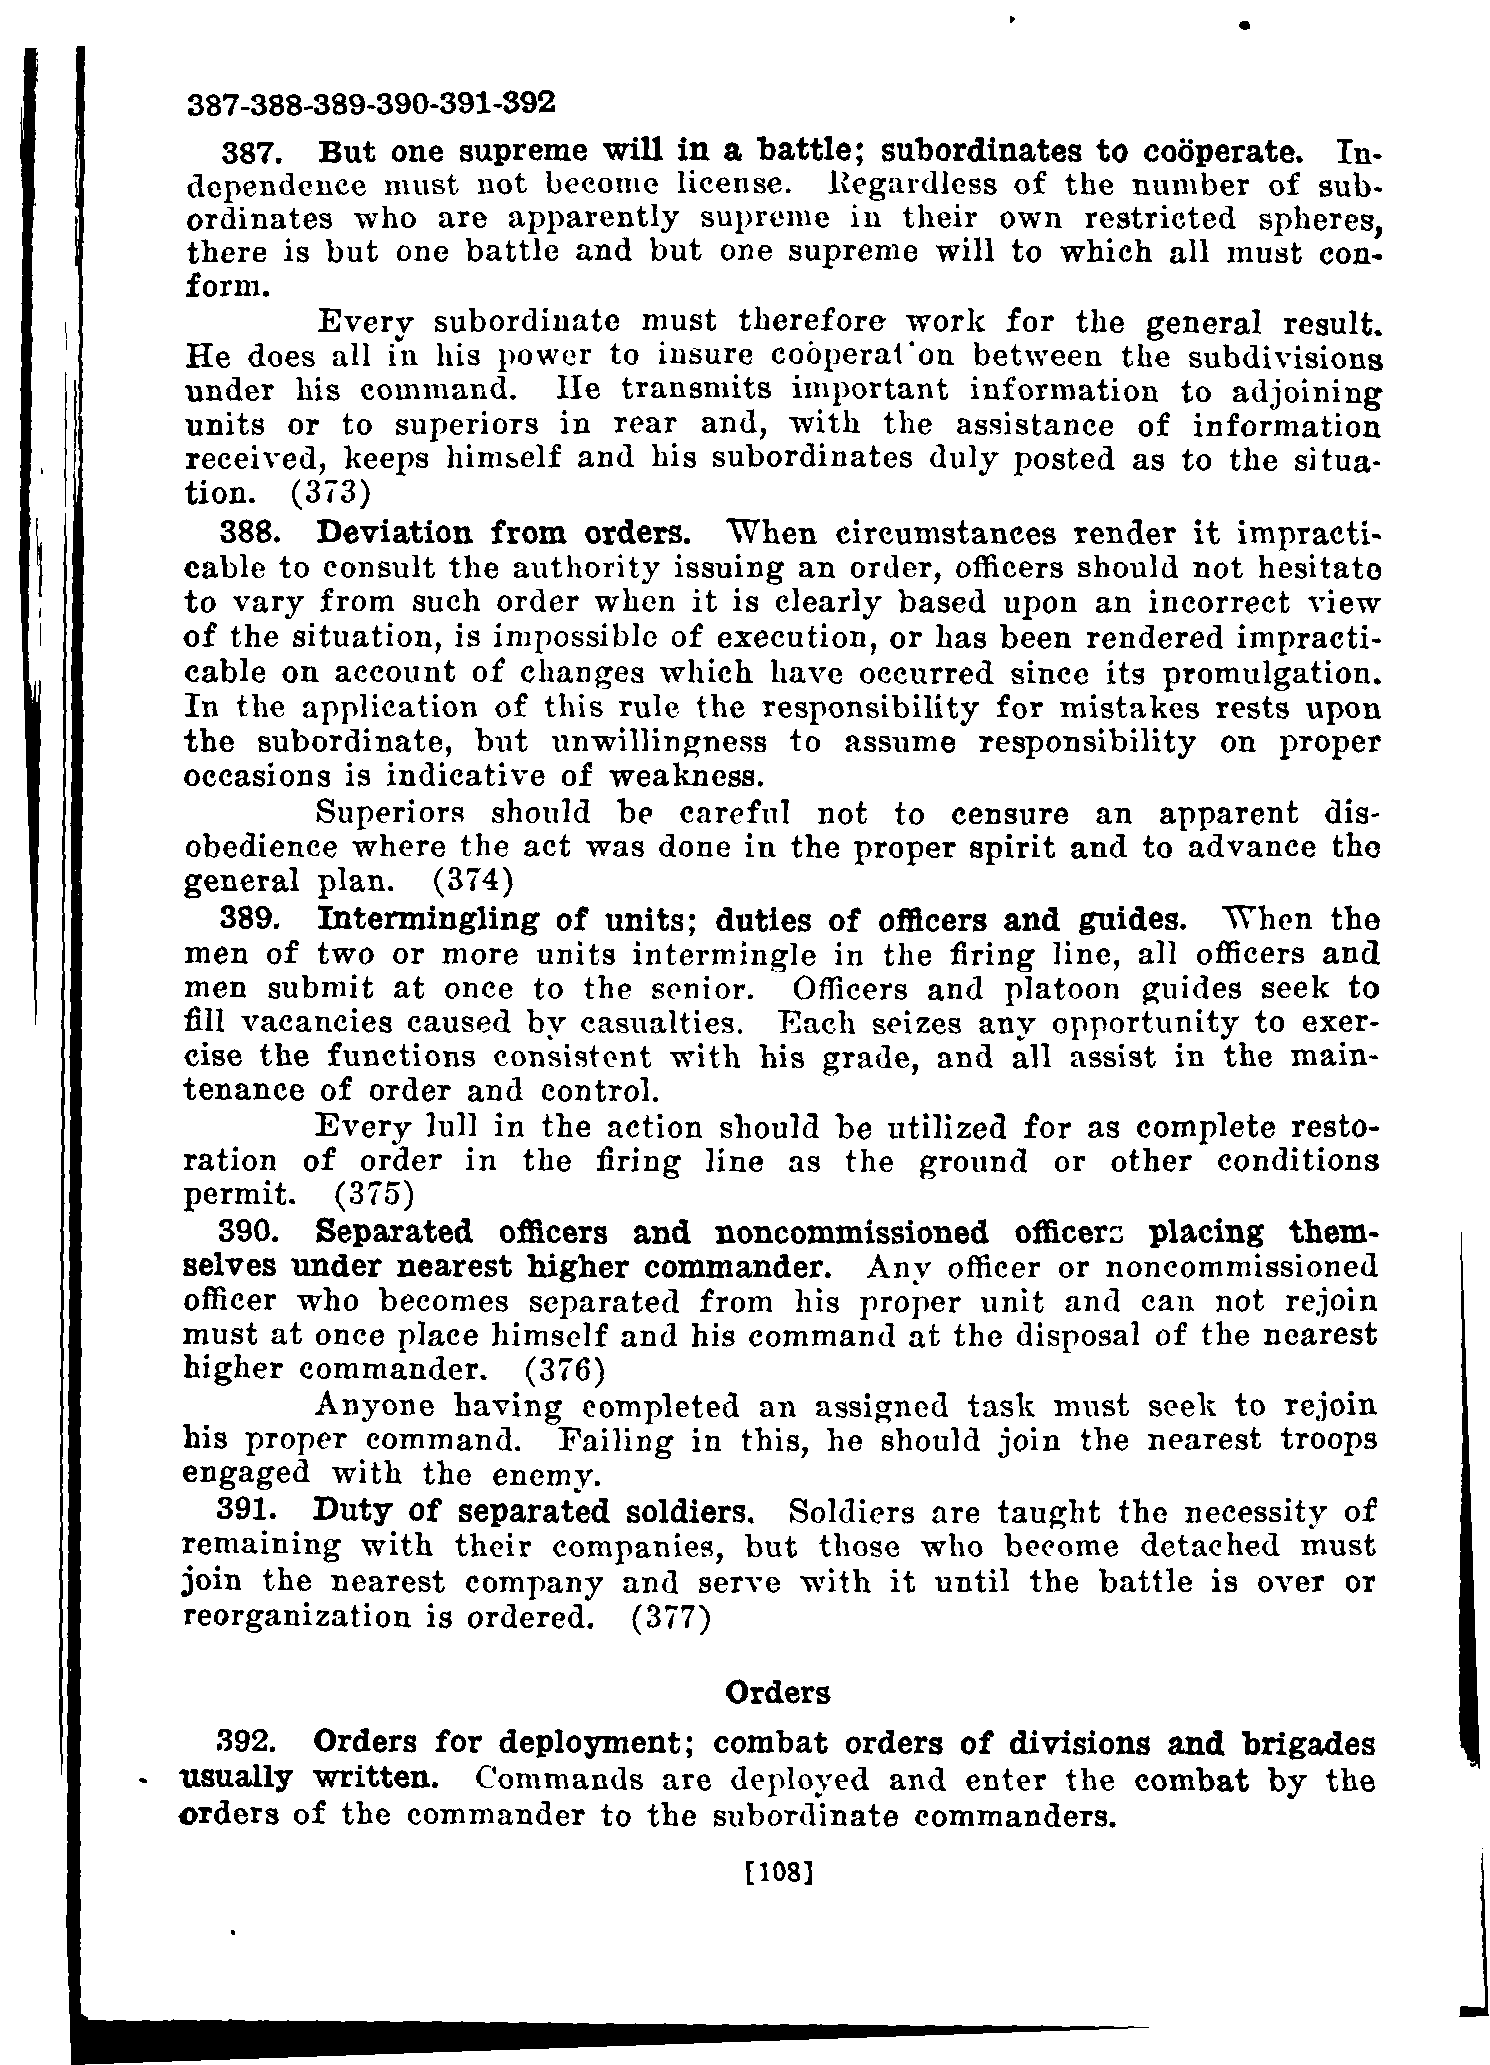 387-388-389-390-391-392
387. But one supreme will in a battle; subordinates to coöperate. In-
dependence must not become license. Regardless of the number of sub-
ordinates who are apparently supreme in their own restricted spheres,
there is but one battle and but one supreme will to which all must con-
form.
Every subordinate must therefore work for the general result.
He does all in his power to insure coöperation between the subdivisions
under his command. He transmits important information to adjoining
units or to superiors in rear and, with the assistance of information
received, keeps himself and his subordinates duly posted as to the situa-
tion. (373)
388. Deviation from orders. When circumstances render it impracti-
cable to consult the authority issuing an order, officers should not hesitate
to vary from such order when it is clearly based upon an incorrect view
of the situation, is impossible of execution, or has been rendered impracti-
cable on account of changes which have occurred since its promulgation.
In the application of this rule the responsibility for mistakes rests upon
the subordinate, but unwillingness to assume responsibility on proper
occasions is indicative of weakness.
Superiors should be careful not to censure an apparent dis-
obedience where the act was done in the proper spirit and to advance the
general plan. (374)
389. Intermingling of units; duties of officers and guides. When the
men of two or more units intermingle in the firing line, all officers and
men submit at once to the senior. Officers and platoon guides seek to
fill vacancies caused by casualties. Each seizes any opportunity to exer-
cise the functions consistent with his grade, and all assist in the main-
tenance of order and control.
Every lull in the action should be utilized for as complete resto-
ration of order in the firing line as the ground or other conditions
permit. (375)
390. Separated officers and noncommissioned officers placing them-
selves under nearest higher commander. Any officer or noncommissioned
officer who becomes separated from his proper unit and can not rejoin
must at once place himself and his command at the disposal of the nearest
higher commander. (376)
Anyone having completed an assigned task must seek to rejoin
his proper command. Failing in this, he should join the nearest troops
engaged with the enemy.
391. Duty of separated soldiers. Soldiers are taught the necessity of
remaining with their companies, but those who become detached must
join the nearest company and serve with it until the battle is over or
reorganization is ordered. (377)
Orders
392. Orders for deployment; combat orders of divisions and brigades
usually written. Commands are deployed and enter the combat by the
orders of the commander to the subordinate commanders.
[108]